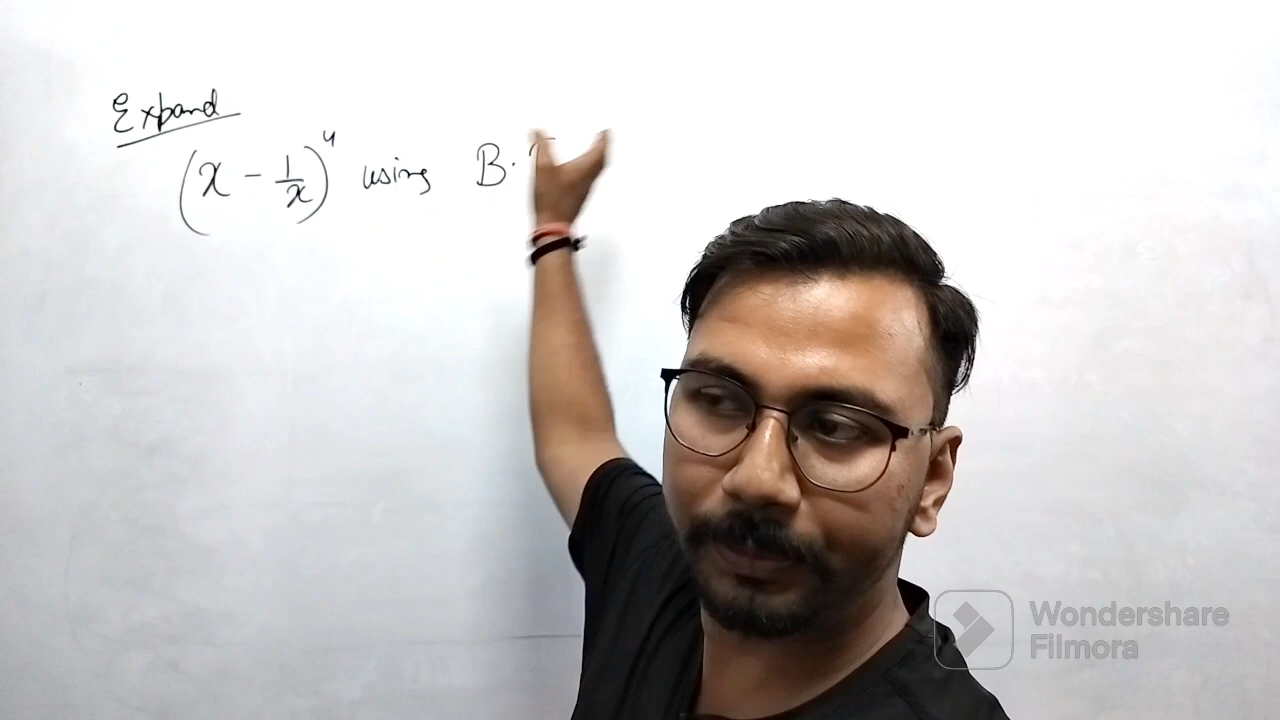 Expand
(x - 1/x)^4 using B.T
Wondershare
Filmora